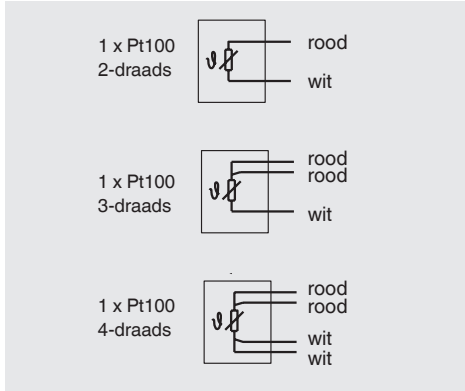 1 x Pt100
2-draads
rood
wit
1 x Pt100
3-draads
rood
rood
wit
1 x Pt100
4-draads
rood
rood
wit
wit